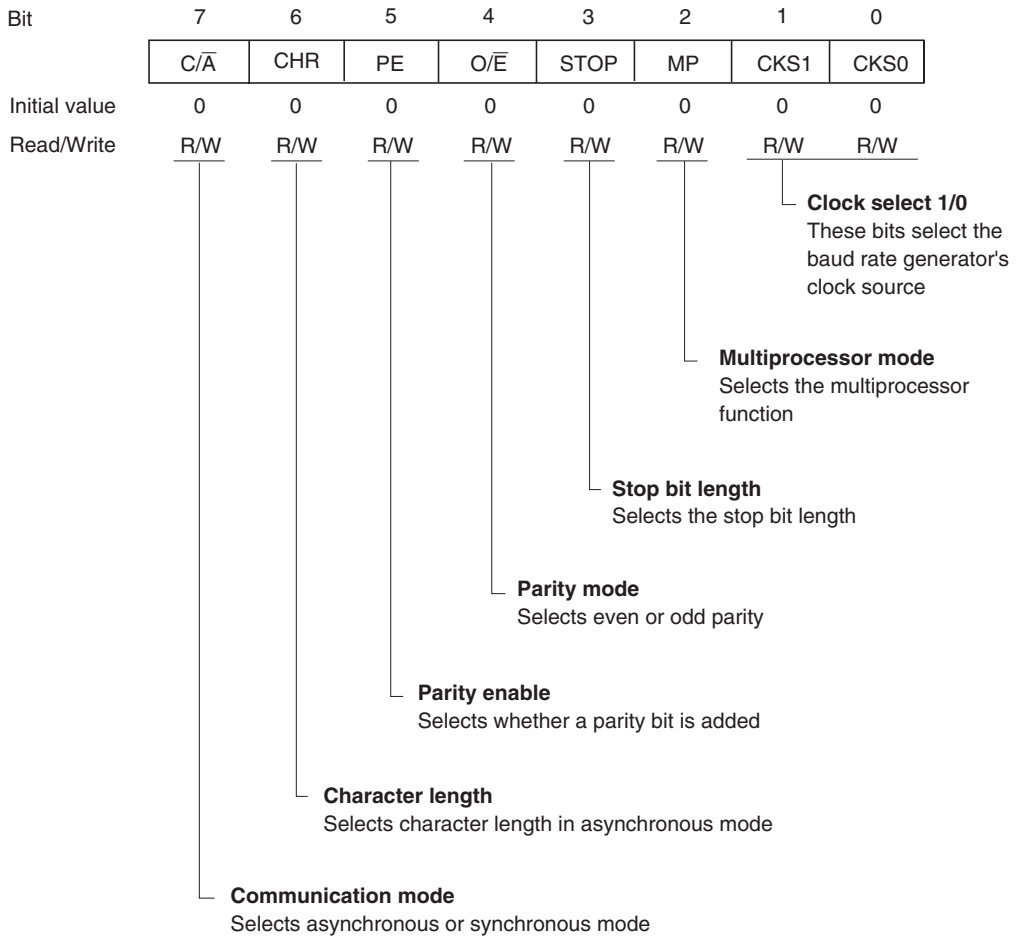 Bit 7 6 5 4 3 2 1 0
C/A̅ CHR PE O/E̅ STOP MP CKS1 CKS0
Initial value 0 0 0 0 0 0 0 0
Read/Write R/W R/W R/W R/W R/W R/W R/W R/W
Clock select 1/0
These bits select the
baud rate generator's
clock source
Multiprocessor mode
Selects the multiprocessor
function
Stop bit length
Selects the stop bit length
Parity mode
Selects even or odd parity
Parity enable
Selects whether a parity bit is added
Character length
Selects character length in asynchronous mode
Communication mode
Selects asynchronous or synchronous mode